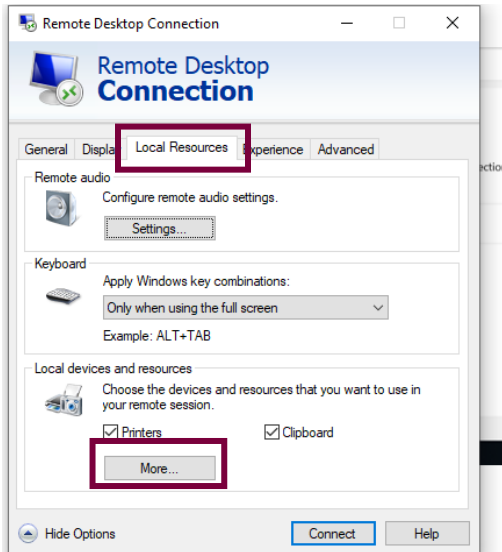 Remote Desktop Connection
Remote Desktop
Connection
General Display Local Resources Experience Advanced
Remote audio
Configure remote audio settings.
Settings...
Keyboard
Apply Windows key combinations:
Only when using the full screen
Example: ALT+TAB
Local devices and resources
Choose the devices and resources that you want to use in
your remote session.
Printers Clipboard
More...
Hide Options Connect Help